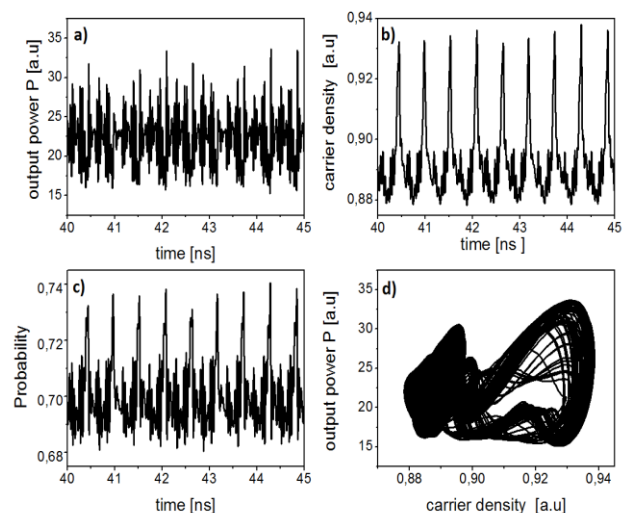 a)
output power P [a.u]
35
30
25
20
15
40 41 42 43 44 45
time [ns]
b)
carrier density [a.u]
0,94
0,92
0,90
0,88
40 41 42 43 44 45
time [ns ]
c)
Probability
0,74
0,72
0,70
0,68
40 41 42 43 44 45
time [ns]
d)
output power P [a.u]
35
30
25
20
15
0,88 0,90 0,92 0,94
carrier density [a.u]